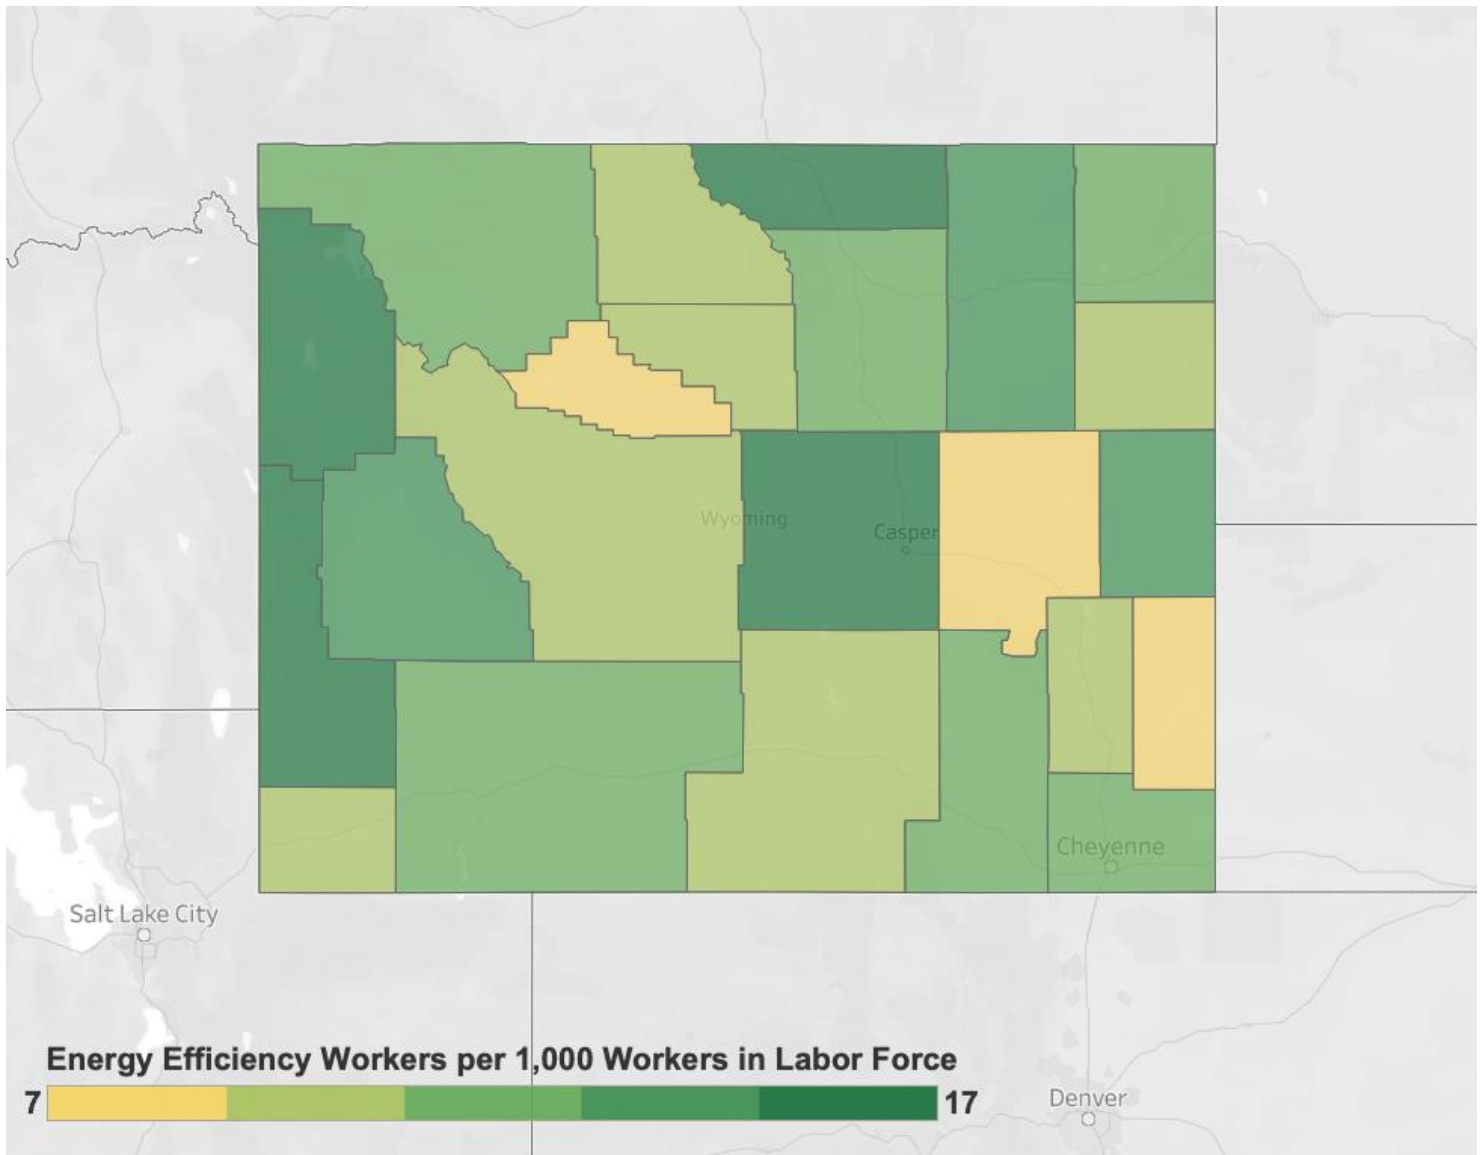 Wyoming
Casper
Cheyenne
Salt Lake City
Energy Efficiency Workers per 1,000 Workers in Labor Force
7 17
Denver